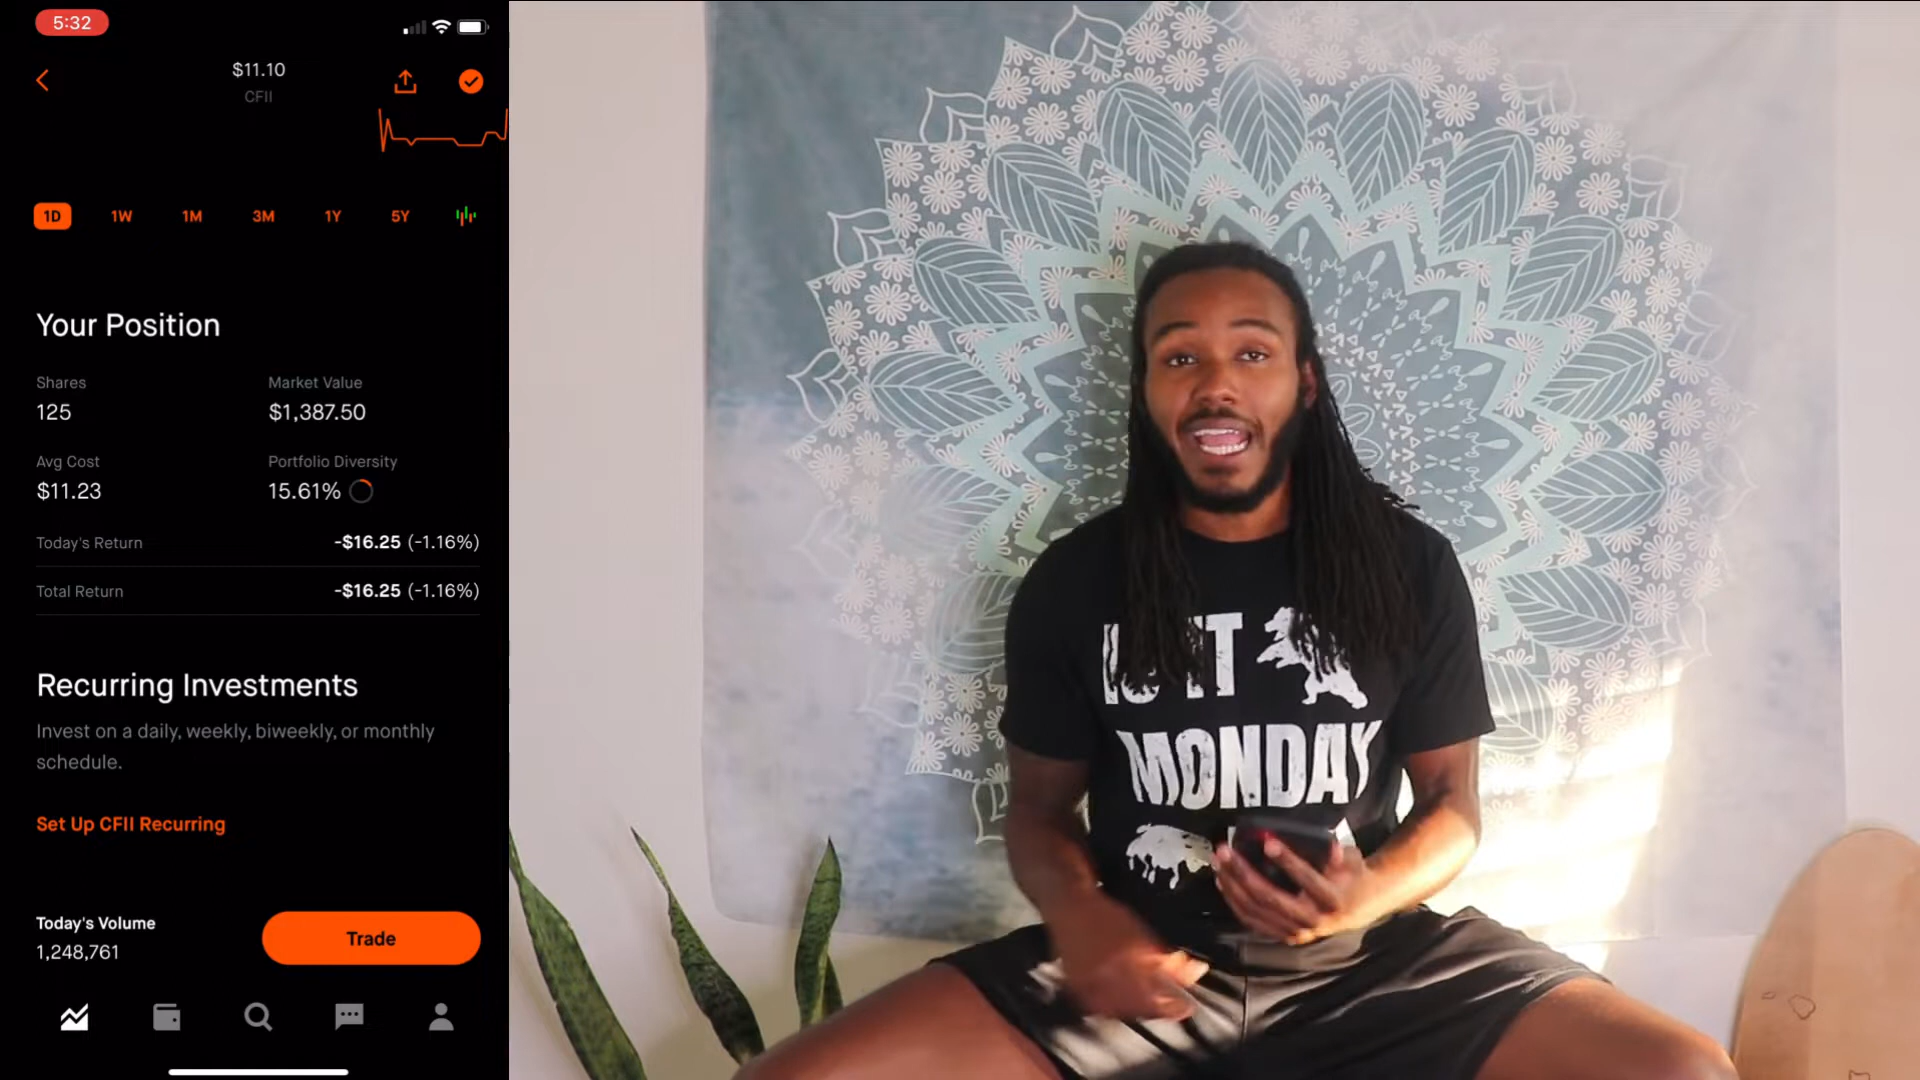 5:32
$11.10
CFII
1D 1W 1M 3M 1Y 5Y
Your Position
Shares Market Value
125 $1,387.50
Avg Cost Portfolio Diversity
$11.23 15.61%
Today's Return -$16.25 (-1.16%)
Total Return -$16.25 (-1.16%)
Recurring Investments
Invest on a daily, weekly, biweekly, or monthly
schedule.
Set Up CFII Recurring
Today's Volume
1,248,761
Trade
IS IT
MONDAY